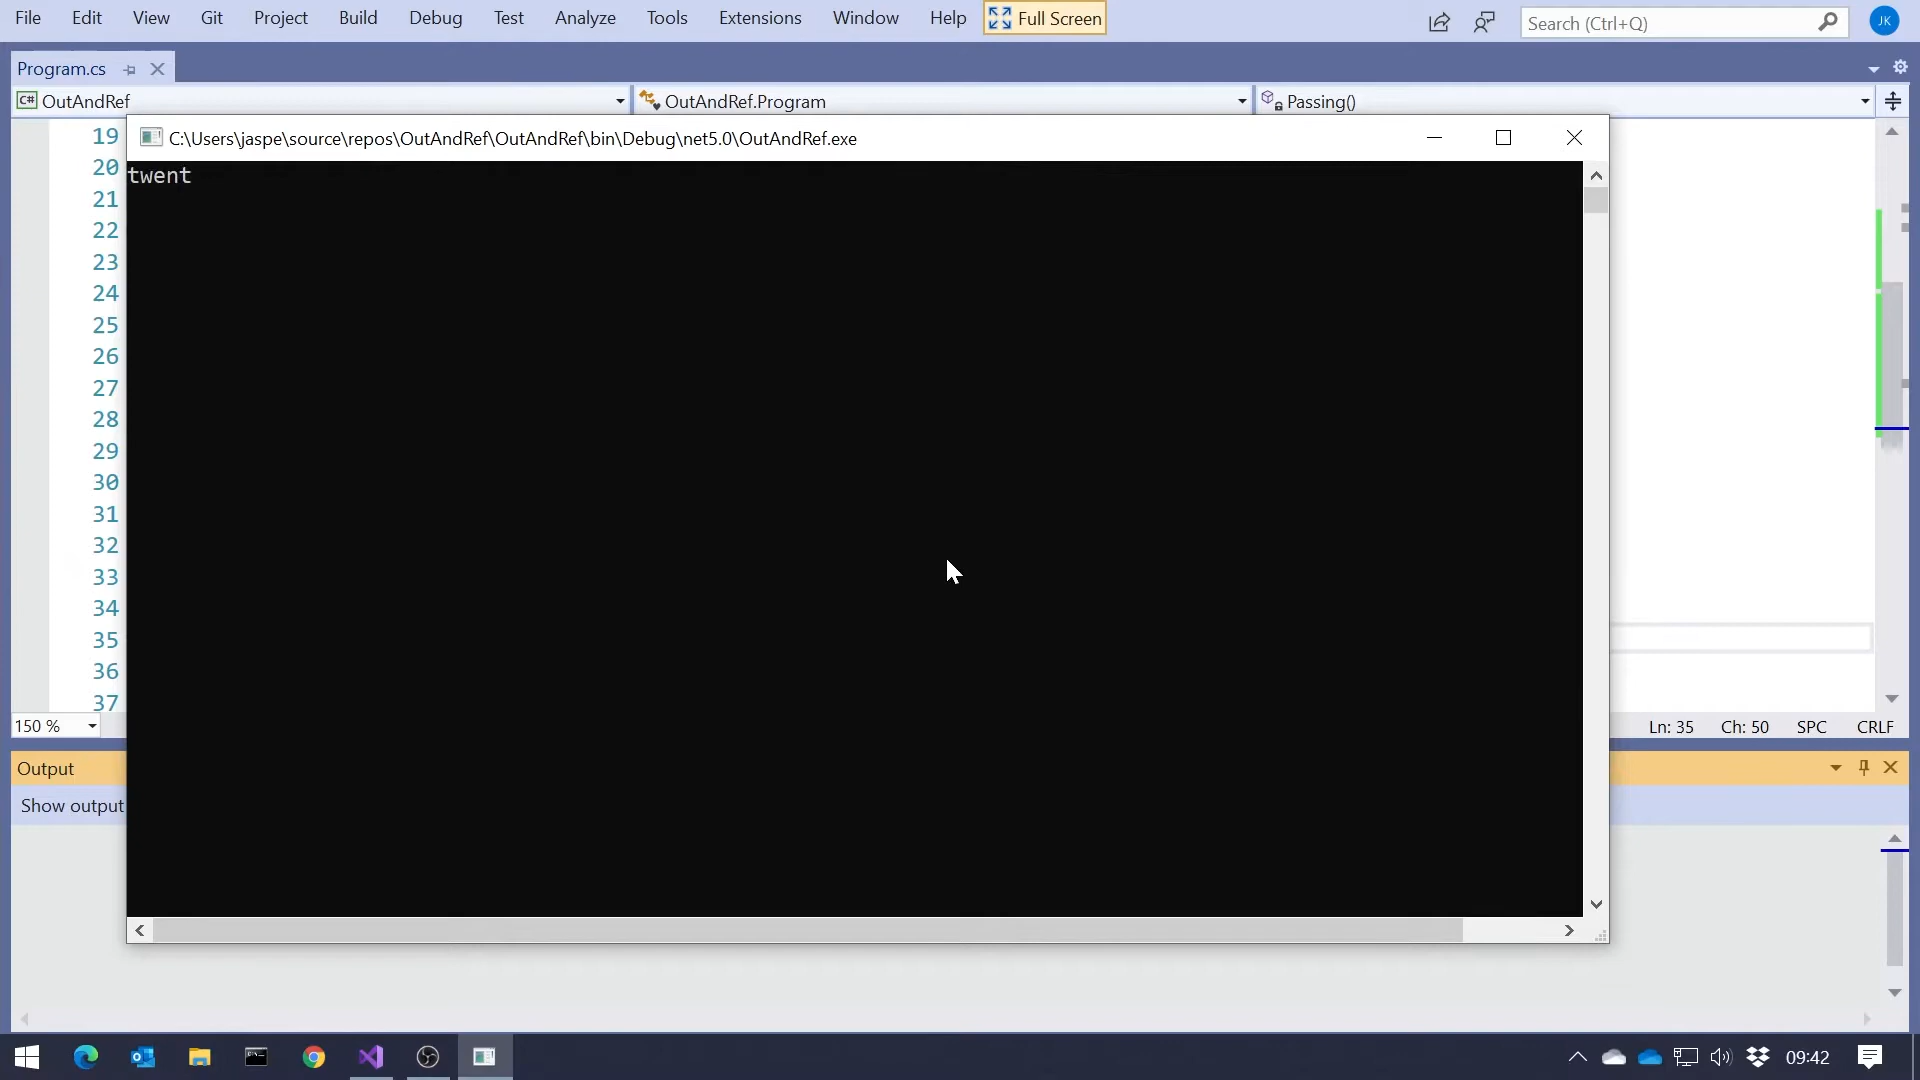 File Edit View Git Project Build Debug Test Analyze Tools Extensions Window Help Full Screen Search (Ctrl+Q) JK
Program.cs
C# OutAndRef OutAndRef.Program Passing()
C:\Users\jaspe\source\repos\OutAndRef\OutAndRef\bin\Debug\net5.0\OutAndRef.exe
twent
19
20
21
22
23
24
25
26
27
28
29
30
31
32
33
34
35
36
37
150 % Ln: 35 Ch: 50 SPC CRLF
Output
Show output
09:42